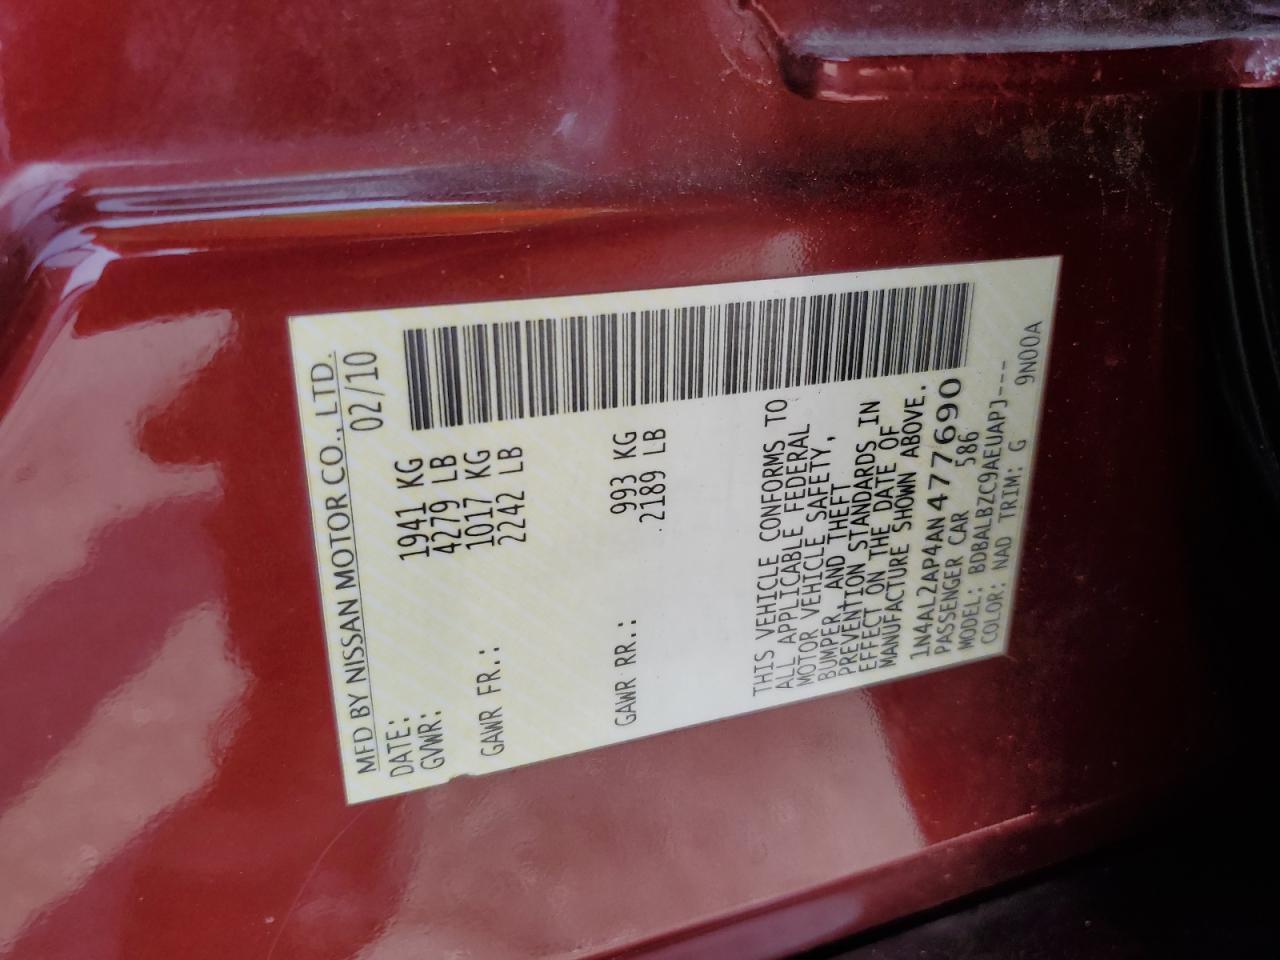 MFD BY NISSAN MOTOR CO., LTD.
DATE: 02/10
GVWR: 1941 KG
4279 LB
GAWR FR.: 1017 KG
2242 LB
GAWR RR.: 993 KG
2189 LB
THIS VEHICLE CONFORMS TO
ALL APPLICABLE FEDERAL
MOTOR VEHICLE SAFETY,
BUMPER, AND THEFT
PREVENTION STANDARDS IN
EFFECT ON THE DATE OF
MANUFACTURE SHOWN ABOVE.
1N4AL2AP4AN477690
PASSENGER CAR 586
MODEL: BDBALBZC9AEUAPJ---
COLOR: NAD TRIM: G 9N00A